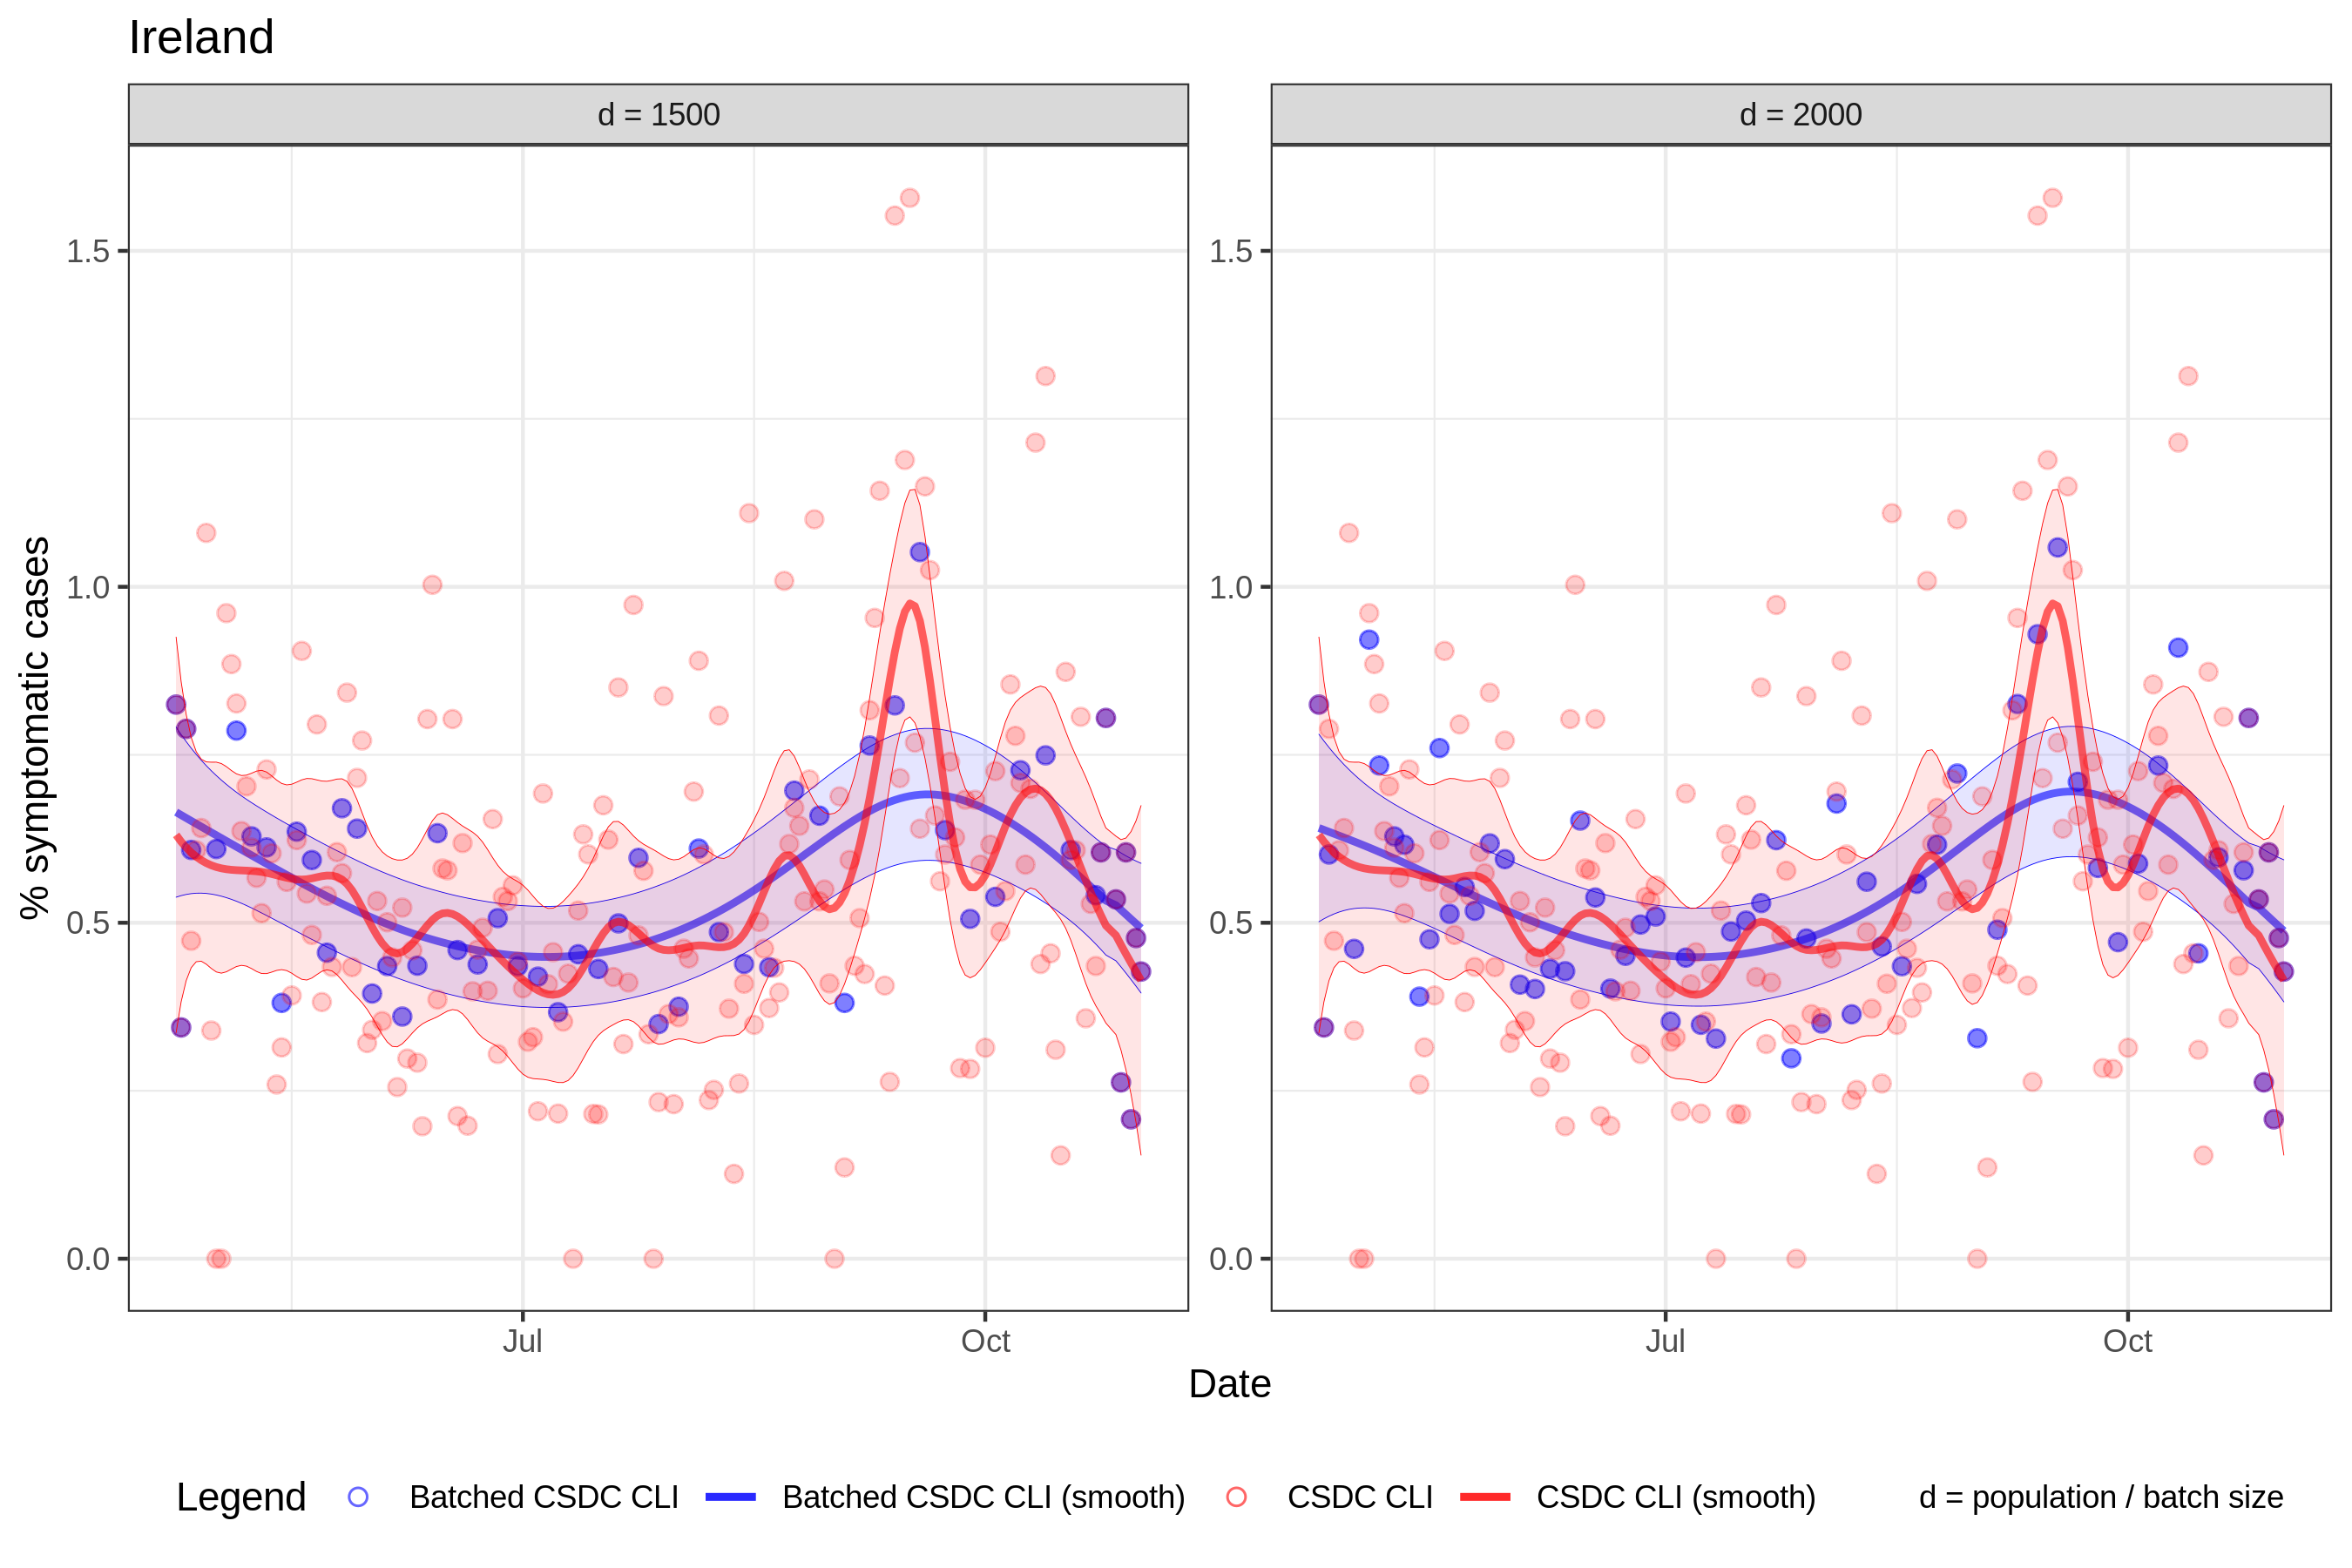 Ireland
d = 1500
d = 2000
% symptomatic cases
1.5
1.0
0.5
0.0
1.5
1.0
0.5
0.0
Jul
Oct
Jul
Oct
Date
Legend
Batched CSDC CLI
Batched CSDC CLI (smooth)
CSDC CLI
CSDC CLI (smooth)
d = population / batch size